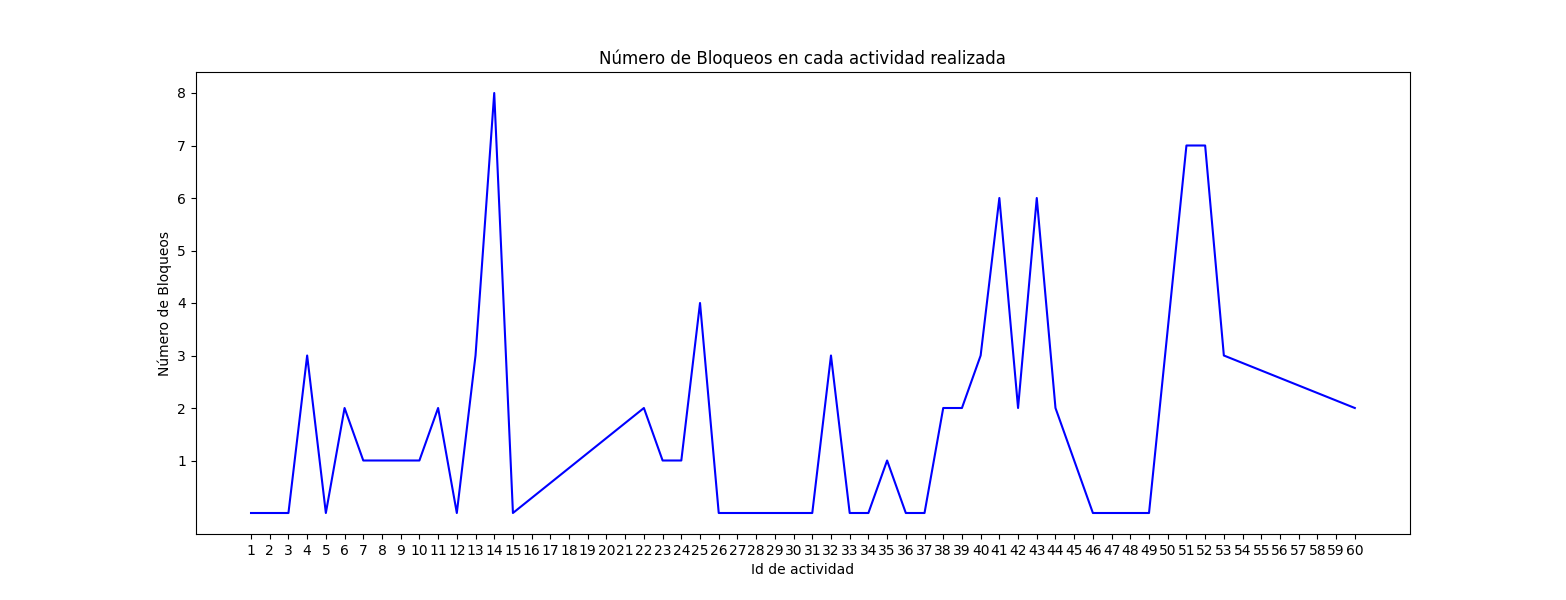 Número de Bloqueos en cada actividad realizada
8
7
6
5
4
3
2
1
Número de Bloqueos
1 2 3 4 5 6 7 8 9 10 11 12 13 14 15 16 17 18 19 20 21 22 23 24 25 26 27 28 29 30 31 32 33 34 35 36 37 38 39 40 41 42 43 44 45 46 47 48 49 50 51 52 53 54 55 56 57 58 59 60
Id de actividad